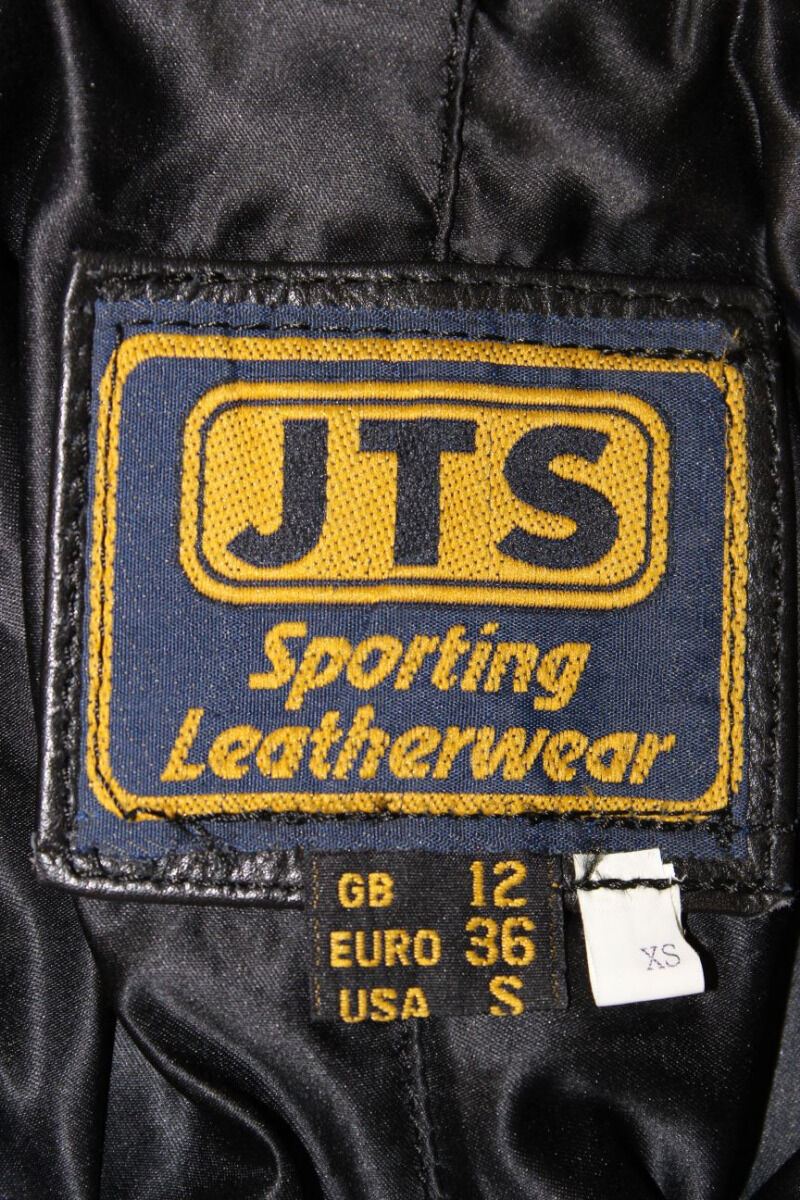 JTS
Sporting
Leatherwear
GB 12
EURO 36
USA S
XS